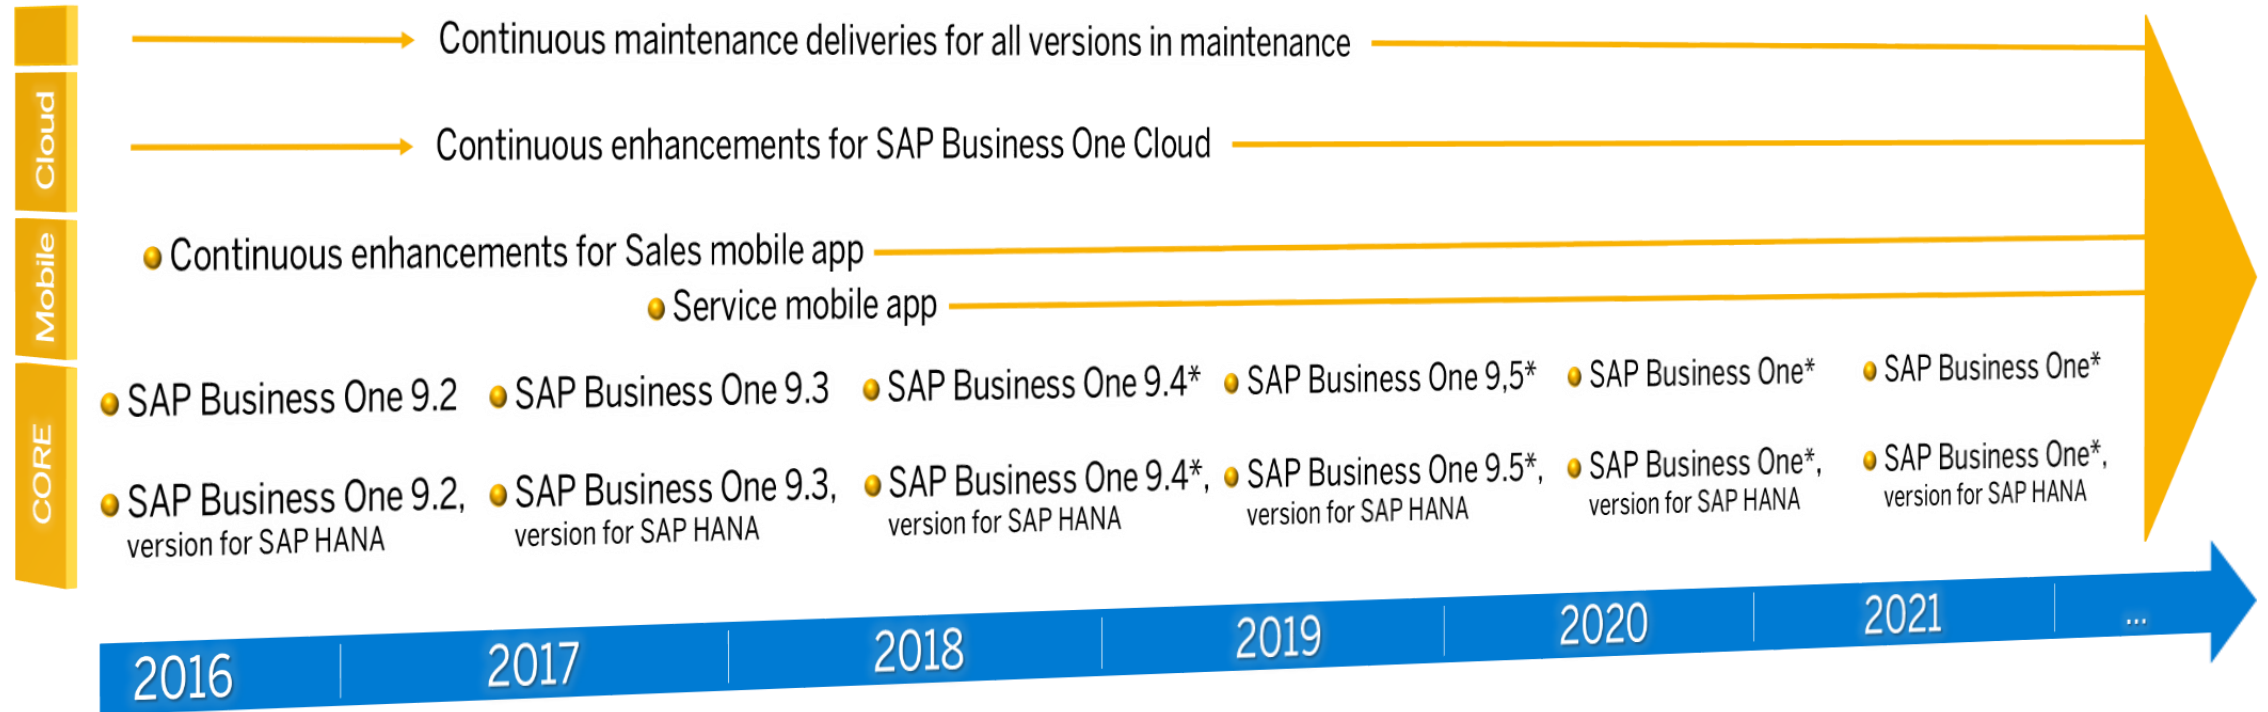 Continuous maintenance deliveries for all versions in maintenance
Cloud
Continuous enhancements for SAP Business One Cloud
Mobile
Continuous enhancements for Sales mobile app
Service mobile app
CORE
SAP Business One 9.2
SAP Business One 9.3
SAP Business One 9.4*
SAP Business One 9,5*
SAP Business One*
SAP Business One*
SAP Business One 9.2,
version for SAP HANA
SAP Business One 9.3,
version for SAP HANA
SAP Business One 9.4*,
version for SAP HANA
SAP Business One 9.5*,
version for SAP HANA
SAP Business One*,
version for SAP HANA
SAP Business One*,
version for SAP HANA
2016
2017
2018
2019
2020
2021
...